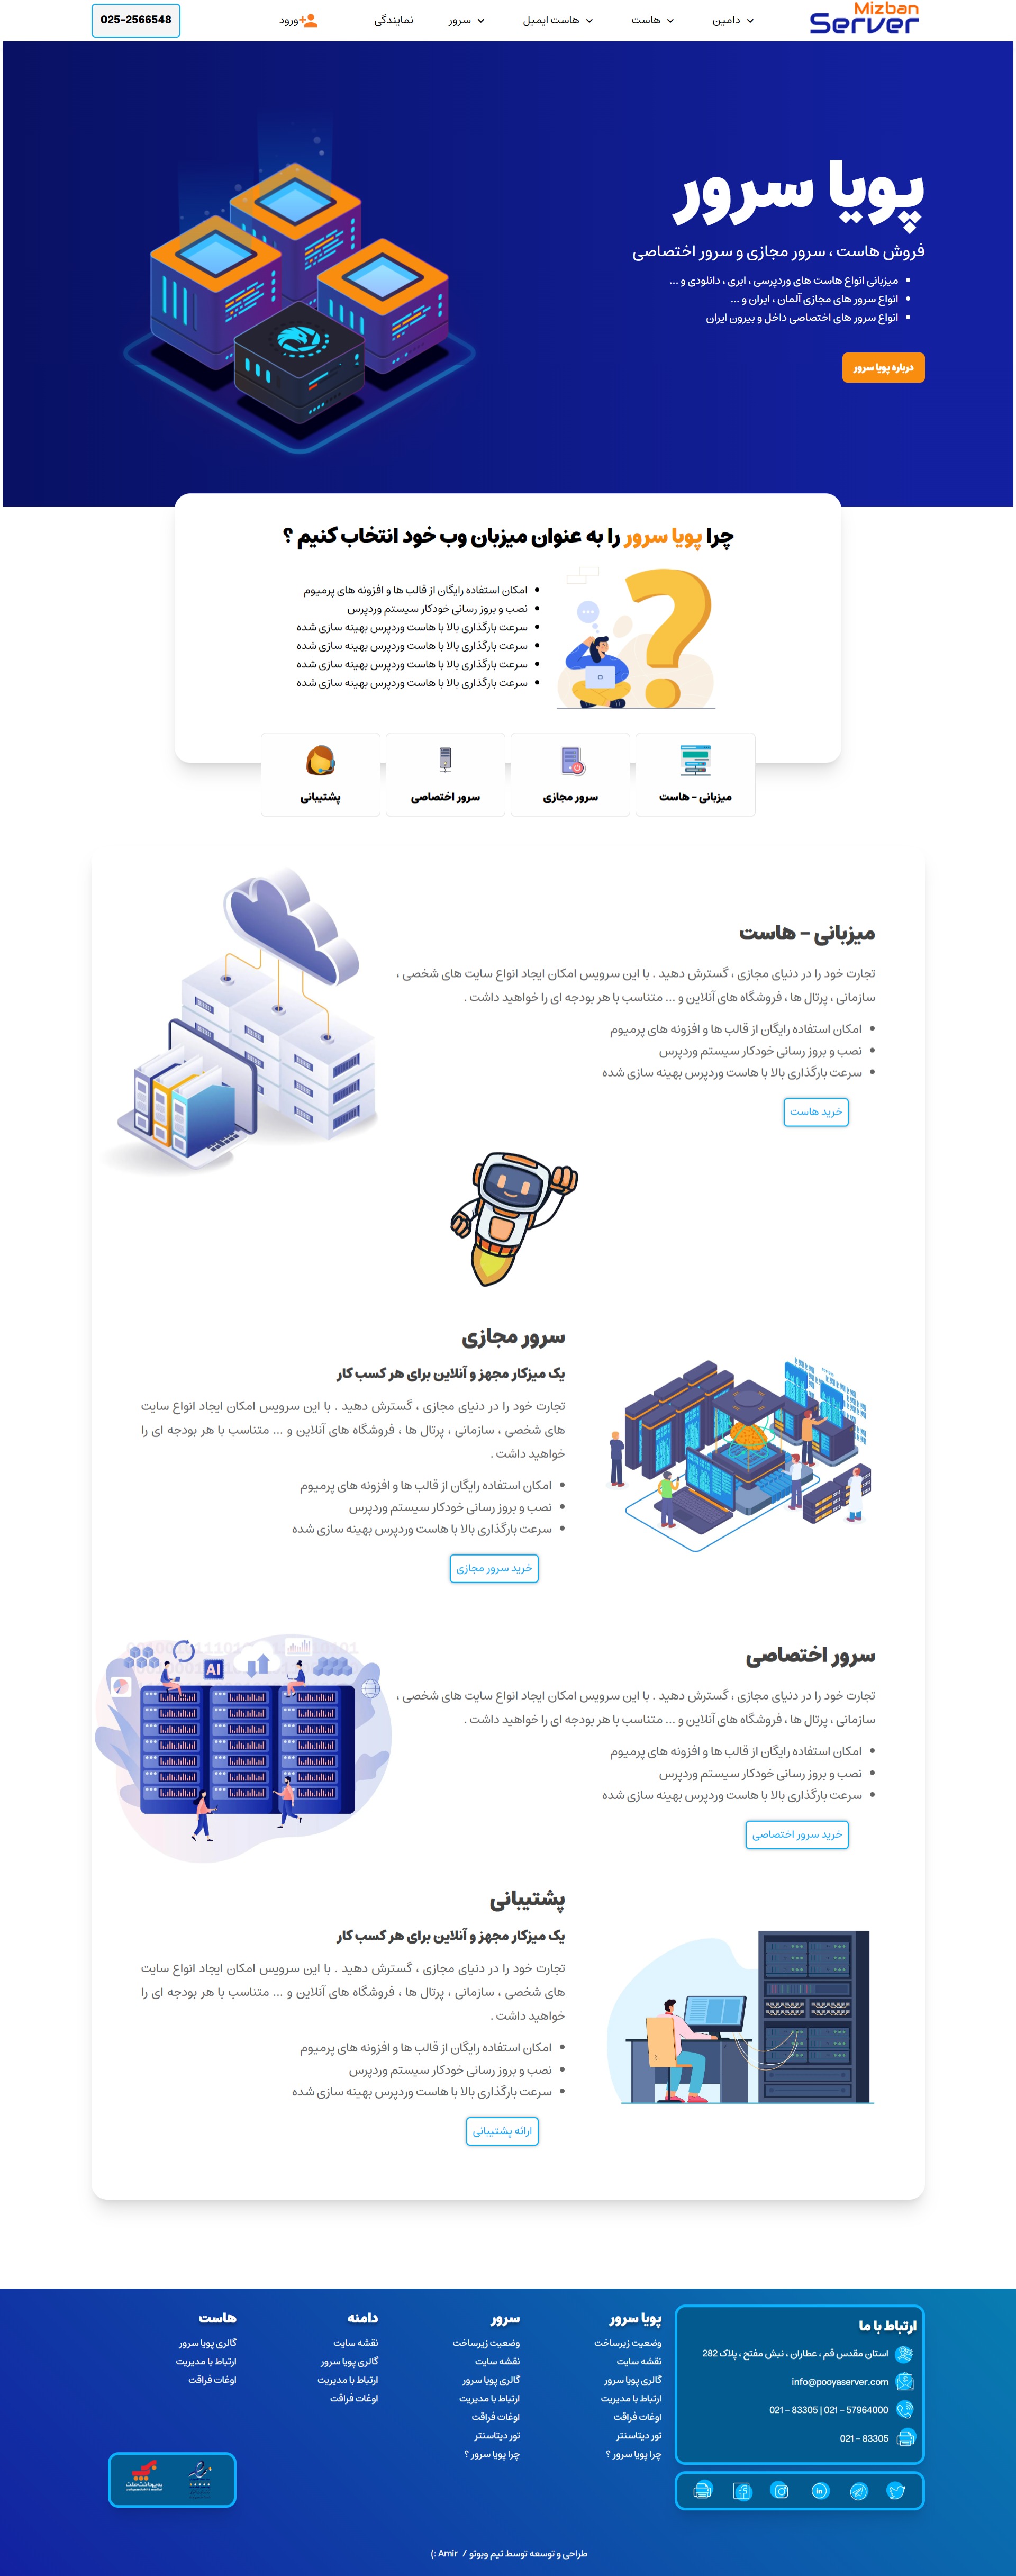 Mizban
Server
دامین
هاست
هاست ایمیل
سرور
نمایندگی
ورود
025-2566548
پویا سرور
فروش هاست ، سرور مجازی و سرور اختصاصی
میزبانی انواع هاست های وردپرسی ، ابری ، دانلودی و ...
انواع سرور های مجازی آلمان ، ایران و ...
انواع سرور های اختصاصی داخل و بیرون ایران
درباره پویا سرور
چرا پویا سرور را به عنوان میزبان وب خود انتخاب کنیم ؟
امکان استفاده رایگان از قالب ها و افزونه های پرمیوم
نصب و بروز رسانی خودکار سیستم وردپرس
سرعت بارگذاری بالا با هاست وردپرس بهینه سازی شده
سرعت بارگذاری بالا با هاست وردپرس بهینه سازی شده
سرعت بارگذاری بالا با هاست وردپرس بهینه سازی شده
سرعت بارگذاری بالا با هاست وردپرس بهینه سازی شده
میزبانی - هاست
سرور مجازی
سرور اختصاصی
پشتیبانی
میزبانی - هاست
تجارت خود را در دنیای مجازی ، گسترش دهید . با این سرویس امکان ایجاد انواع سایت های شخصی ،
سازمانی ، پرتال ها ، فروشگاه های آنلاین و ... متناسب با هر بودجه ای را خواهید داشت .
امکان استفاده رایگان از قالب ها و افزونه های پرمیوم
نصب و بروز رسانی خودکار سیستم وردپرس
سرعت بارگذاری بالا با هاست وردپرس بهینه سازی شده
خرید هاست
سرور مجازی
یک میزکار مجهز و آنلاین برای هر کسب کار
تجارت خود را در دنیای مجازی ، گسترش دهید . با این سرویس امکان ایجاد انواع سایت
های شخصی ، سازمانی ، پرتال ها ، فروشگاه های آنلاین و ... متناسب با هر بودجه ای را
خواهید داشت .
امکان استفاده رایگان از قالب ها و افزونه های پرمیوم
نصب و بروز رسانی خودکار سیستم وردپرس
سرعت بارگذاری بالا با هاست وردپرس بهینه سازی شده
خرید سرور مجازی
سرور اختصاصی
تجارت خود را در دنیای مجازی ، گسترش دهید . با این سرویس امکان ایجاد انواع سایت های شخصی ،
سازمانی ، پرتال ها ، فروشگاه های آنلاین و ... متناسب با هر بودجه ای را خواهید داشت .
امکان استفاده رایگان از قالب ها و افزونه های پرمیوم
نصب و بروز رسانی خودکار سیستم وردپرس
سرعت بارگذاری بالا با هاست وردپرس بهینه سازی شده
خرید سرور اختصاصی
AI
پشتیبانی
یک میزکار مجهز و آنلاین برای هر کسب کار
تجارت خود را در دنیای مجازی ، گسترش دهید . با این سرویس امکان ایجاد انواع سایت
های شخصی ، سازمانی ، پرتال ها ، فروشگاه های آنلاین و ... متناسب با هر بودجه ای را
خواهید داشت .
امکان استفاده رایگان از قالب ها و افزونه های پرمیوم
نصب و بروز رسانی خودکار سیستم وردپرس
سرعت بارگذاری بالا با هاست وردپرس بهینه سازی شده
ارائه پشتیبانی
ارتباط با ما
استان مقدس قم ، عطاران ، نبش مفتح ، پلاک 282
info@pooyaserver.com
021 - 83305 | 021 - 57964000
021 - 83305
پویا سرور
وضعیت زیرساخت
نقشه سایت
گالری پویا سرور
ارتباط با مدیریت
اوغات فراقت
تور دیتاسنتر
چرا پویا سرور ؟
سرور
وضعیت زیرساخت
نقشه سایت
گالری پویا سرور
ارتباط با مدیریت
اوغات فراقت
تور دیتاسنتر
چرا پویا سرور ؟
دامنه
نقشه سایت
گالری پویا سرور
ارتباط با مدیریت
اوغات فراقت
هاست
گالری پویا سرور
ارتباط با مدیریت
اوغات فراقت
به‌پرداخت ملت
طراحی و توسعه توسط تیم وبوتو / Amir :)